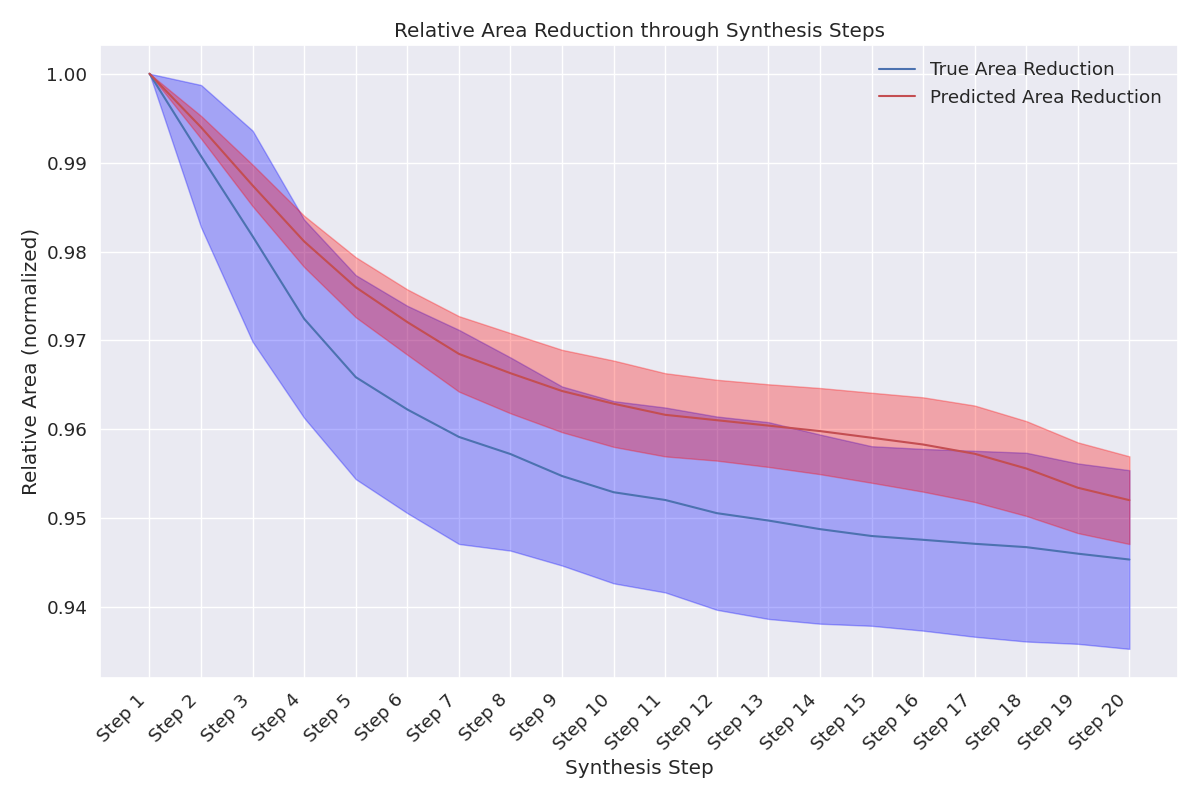 Relative Area Reduction through Synthesis Steps
True Area Reduction
Predicted Area Reduction
Relative Area (normalized)
1.00
0.99
0.98
0.97
0.96
0.95
0.94
Step 1
Step 2
Step 3
Step 4
Step 5
Step 6
Step 7
Step 8
Step 9
Step 10
Step 11
Step 12
Step 13
Step 14
Step 15
Step 16
Step 17
Step 18
Step 19
Step 20
Synthesis Step